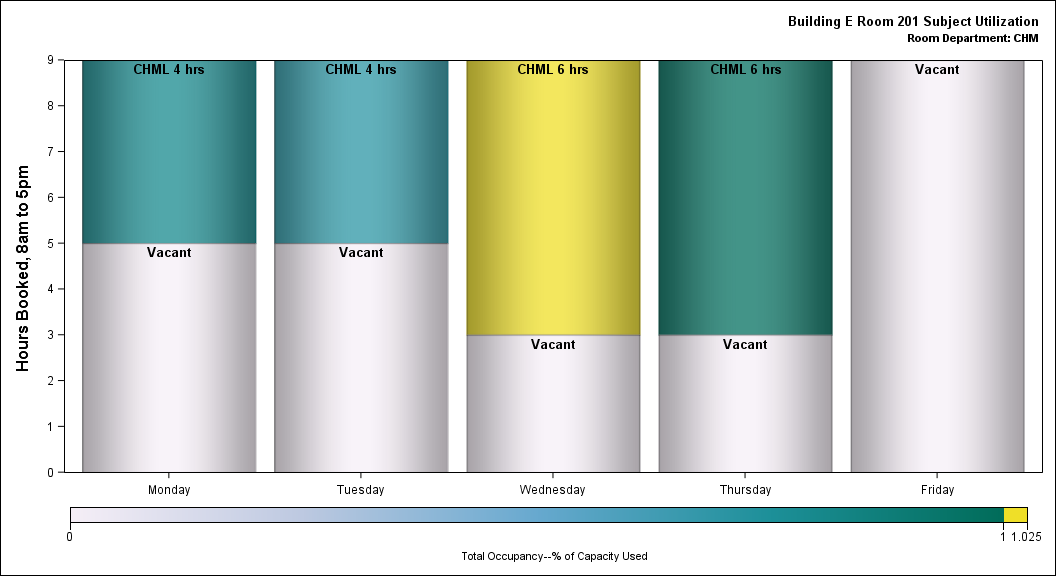 Building E Room 201 Subject Utilization
Room Department: CHM
Hours Booked, 8am to 5pm
9
8
7
6
5
4
3
2
1
0
CHML 4 hrs
CHML 4 hrs
CHML 6 hrs
CHML 6 hrs
Vacant
Vacant
Vacant
Vacant
Vacant
Monday
Tuesday
Wednesday
Thursday
Friday
0
1
1.025
Total Occupancy--% of Capacity Used